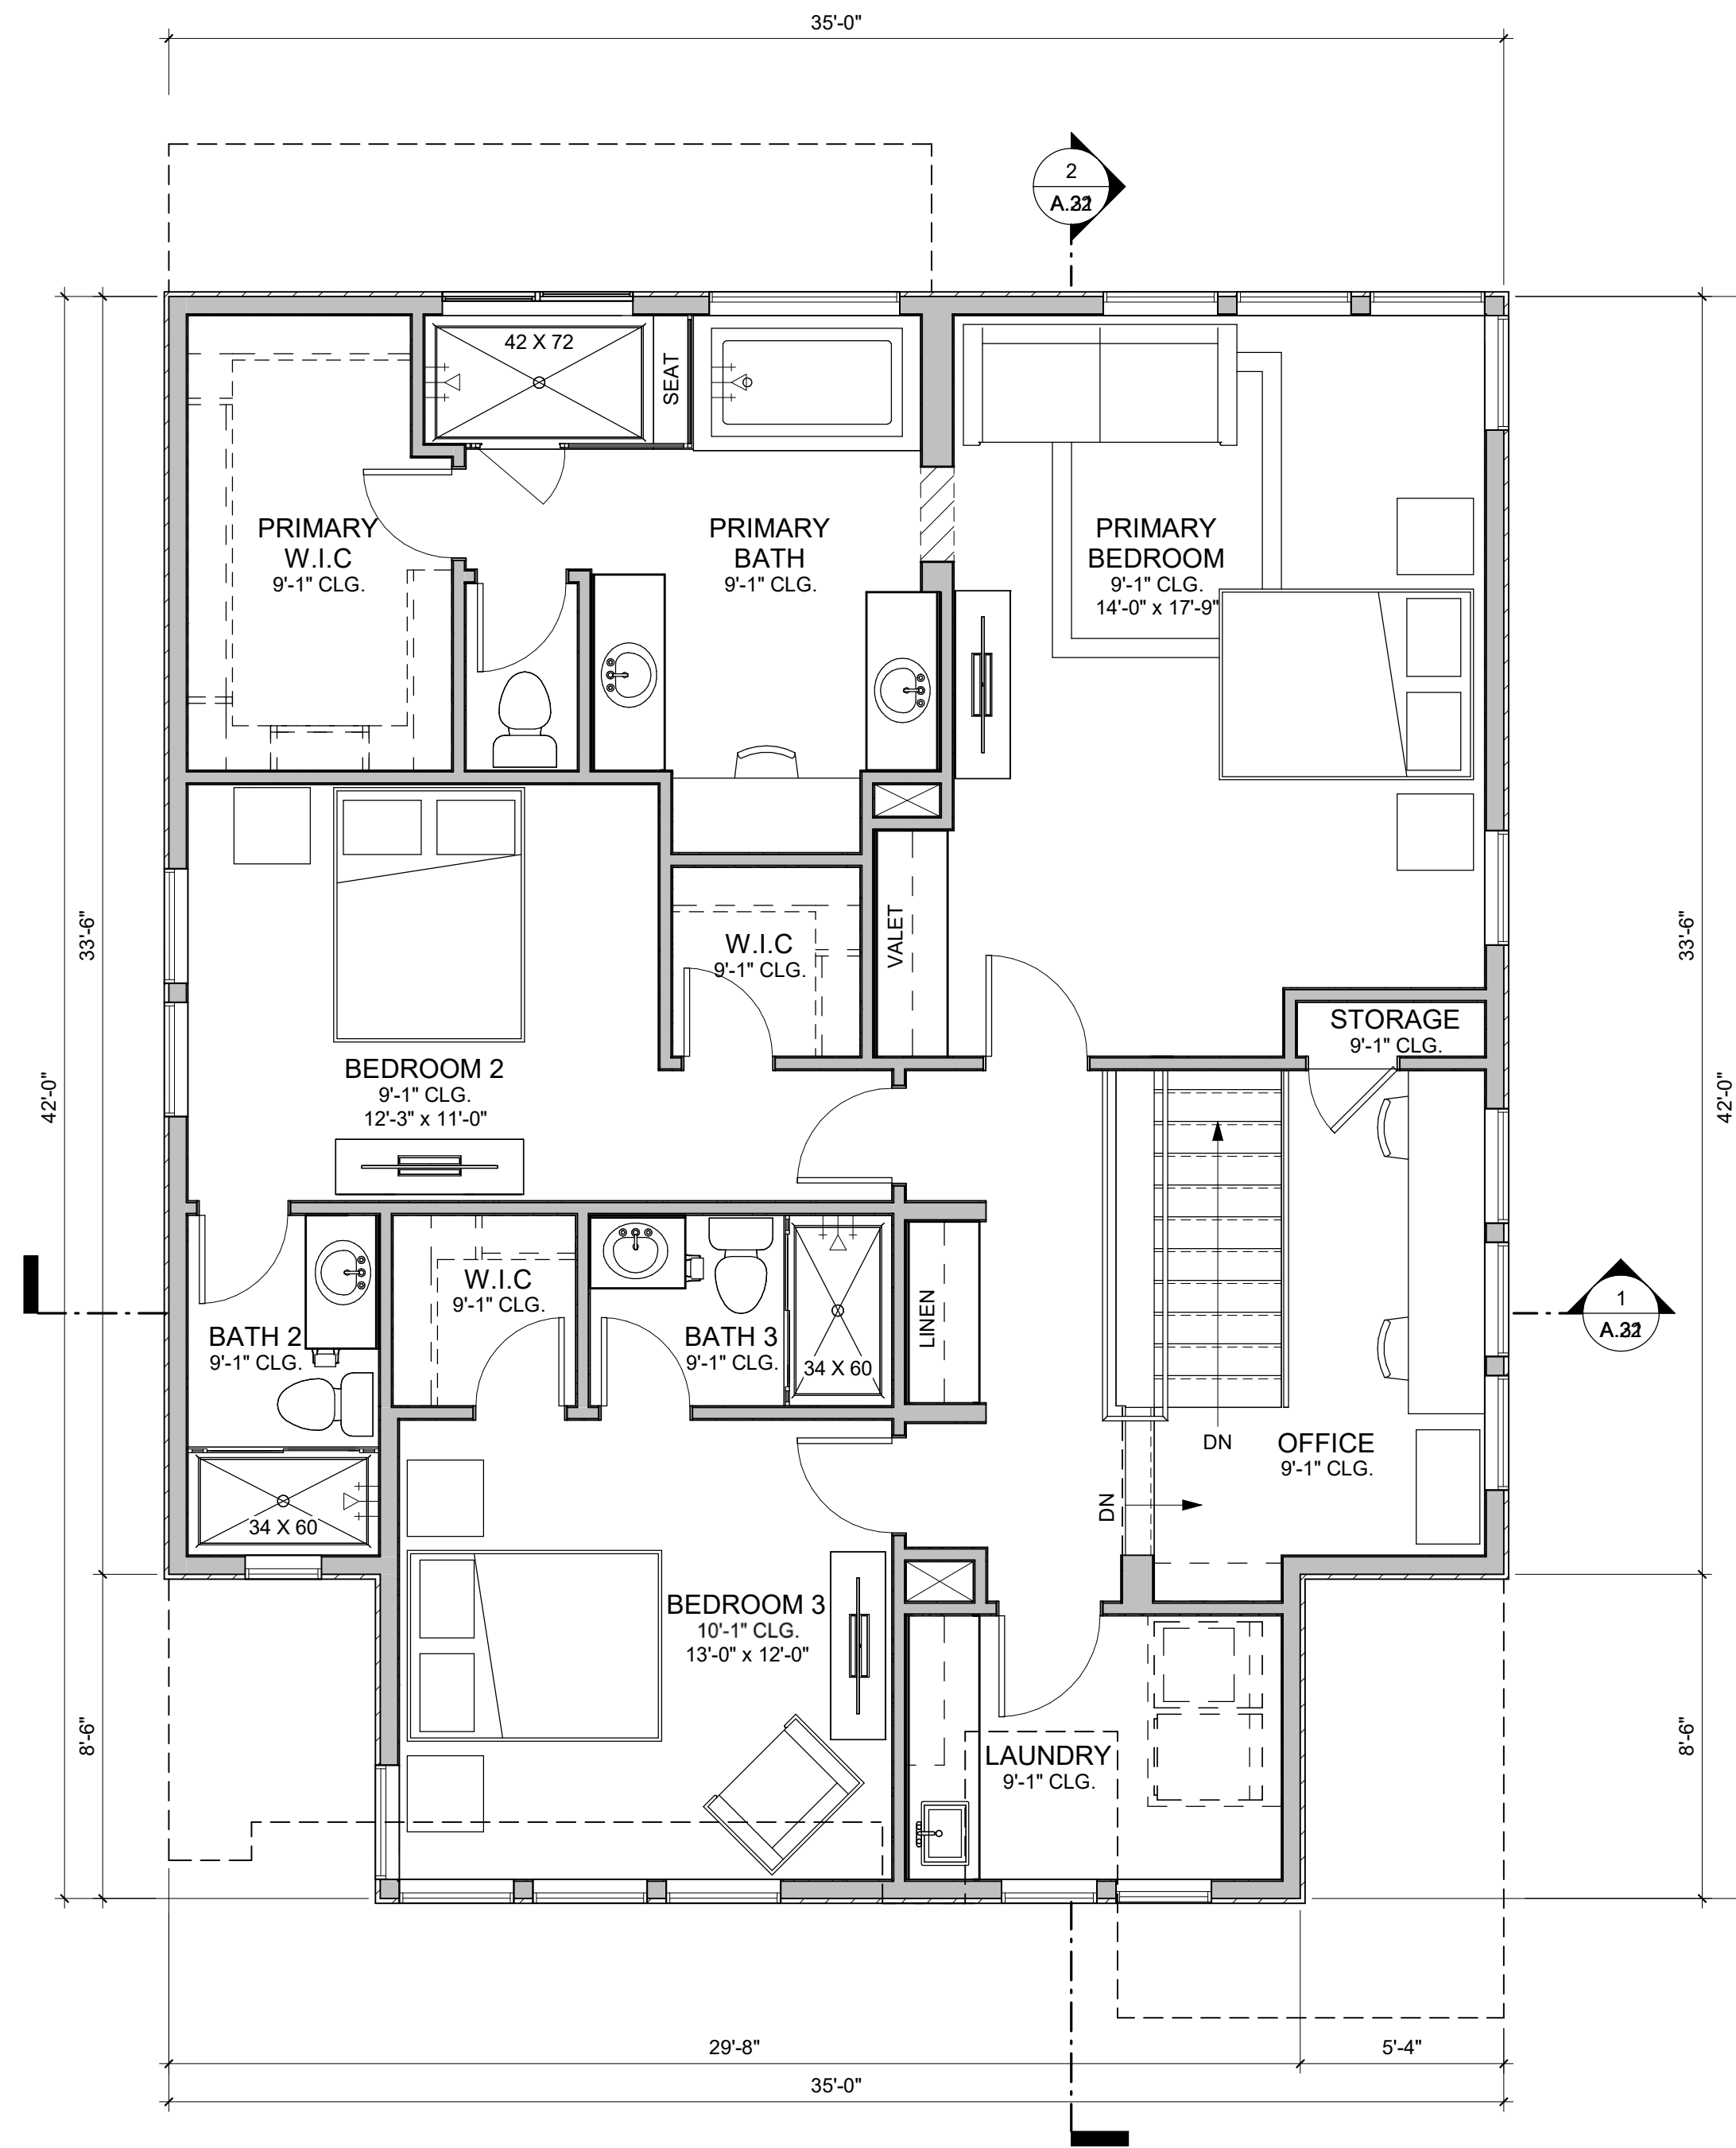 35'-0"
2
42 X 72
SEAT
PRIMARY
W.I.C
9'-1" CLG.
PRIMARY
BATH
9'-1" CLG.
PRIMARY
BEDROOM
9'-1" CLG.
14'-0" x 17'-9"
33'-6"
42'-0"
33'-6"
42'-0"
W.I.C
9'-1" CLG.
VALET
STORAGE
9'-1" CLG.
BEDROOM 2
9'-1" CLG.
12'-3" x 11'-0"
W.I.C
9'-1" CLG.
BATH 2
9'-1" CLG.
BATH 3
9'-1" CLG.
34 X 60
LINEN
1
DN
OFFICE
9'-1" CLG.
DN
34 X 60
BEDROOM 3
10'-1" CLG.
13'-0" x 12'-0"
8'-6"
8'-6"
LAUNDRY
9'-1" CLG.
29'-8"
5'-4"
35'-0"